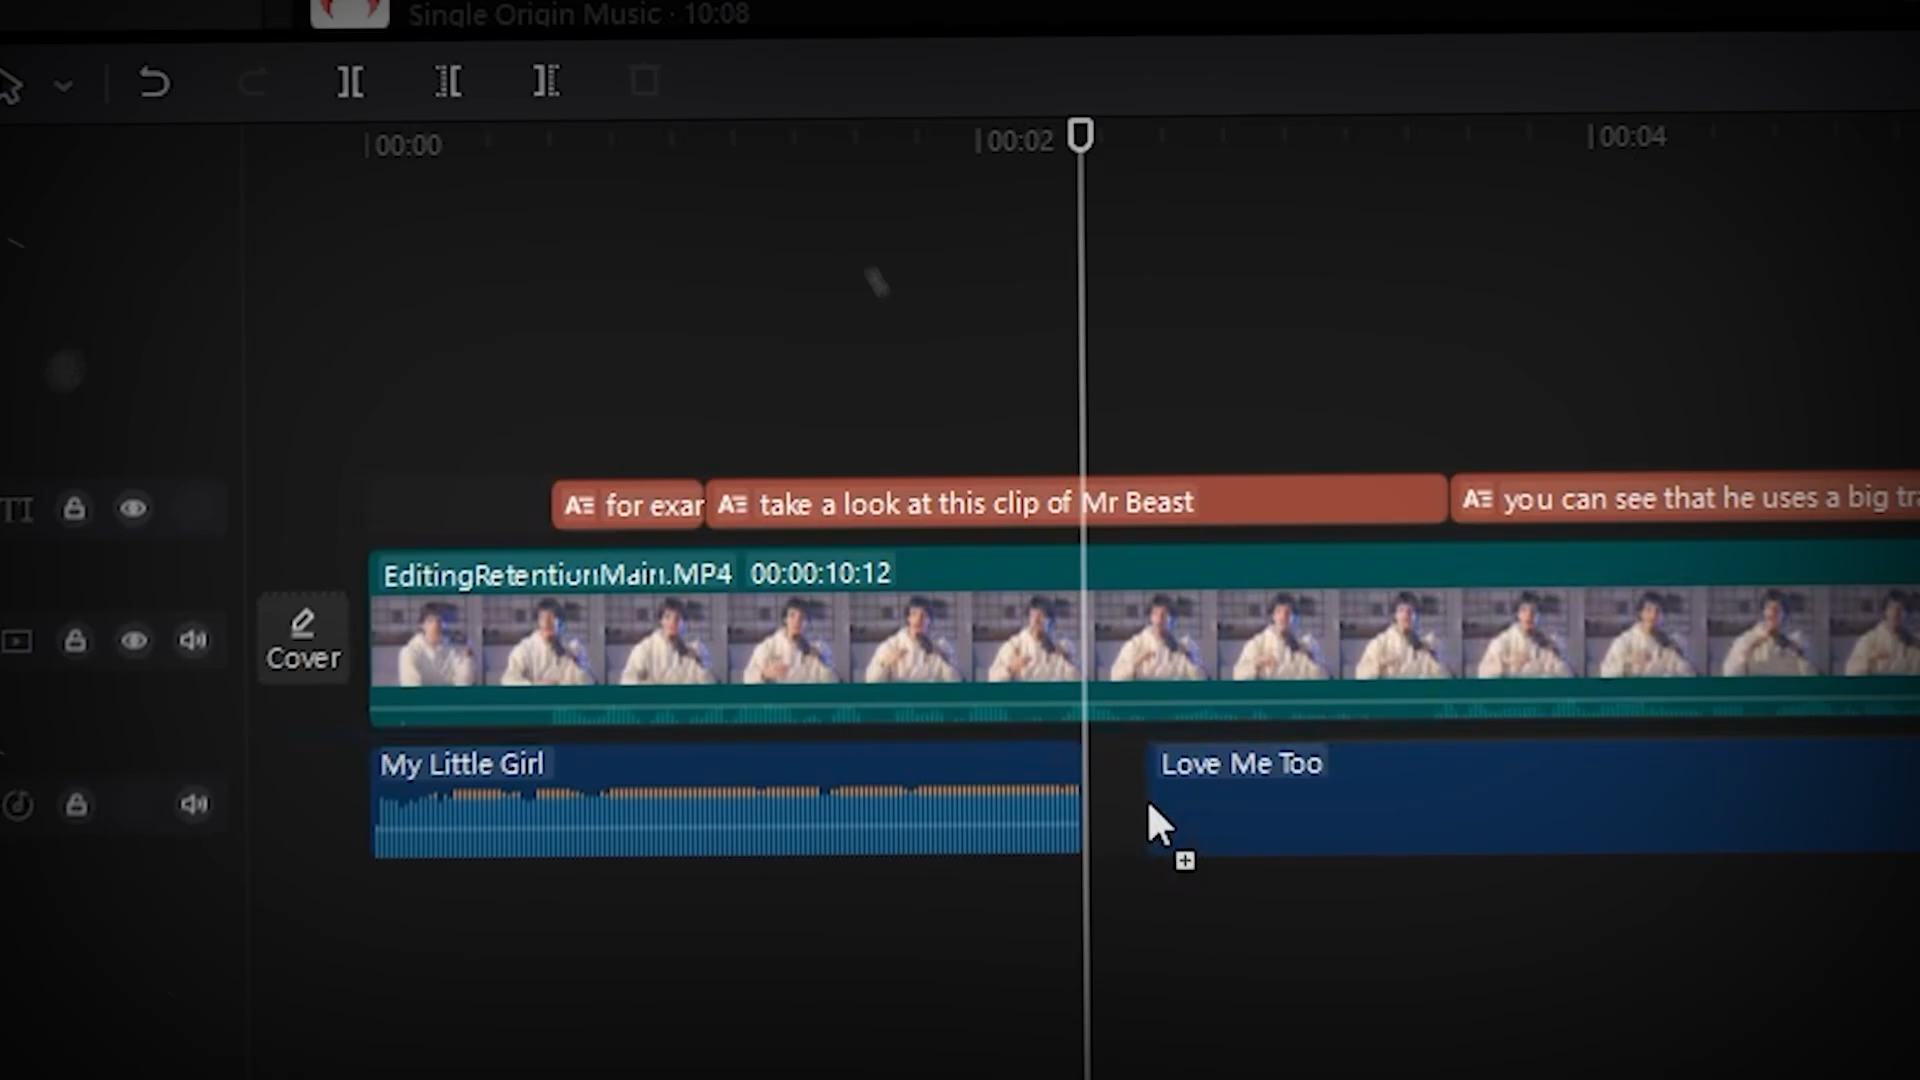 Single Origin Music · 10:08
00:00
00:02
00:04
TT
A for exar
A take a look at this clip of Mr Beast
A you can see that he uses a big tra
EditingRetentionMain.MP4 00:00:10:12
Cover
My Little Girl
Love Me Too